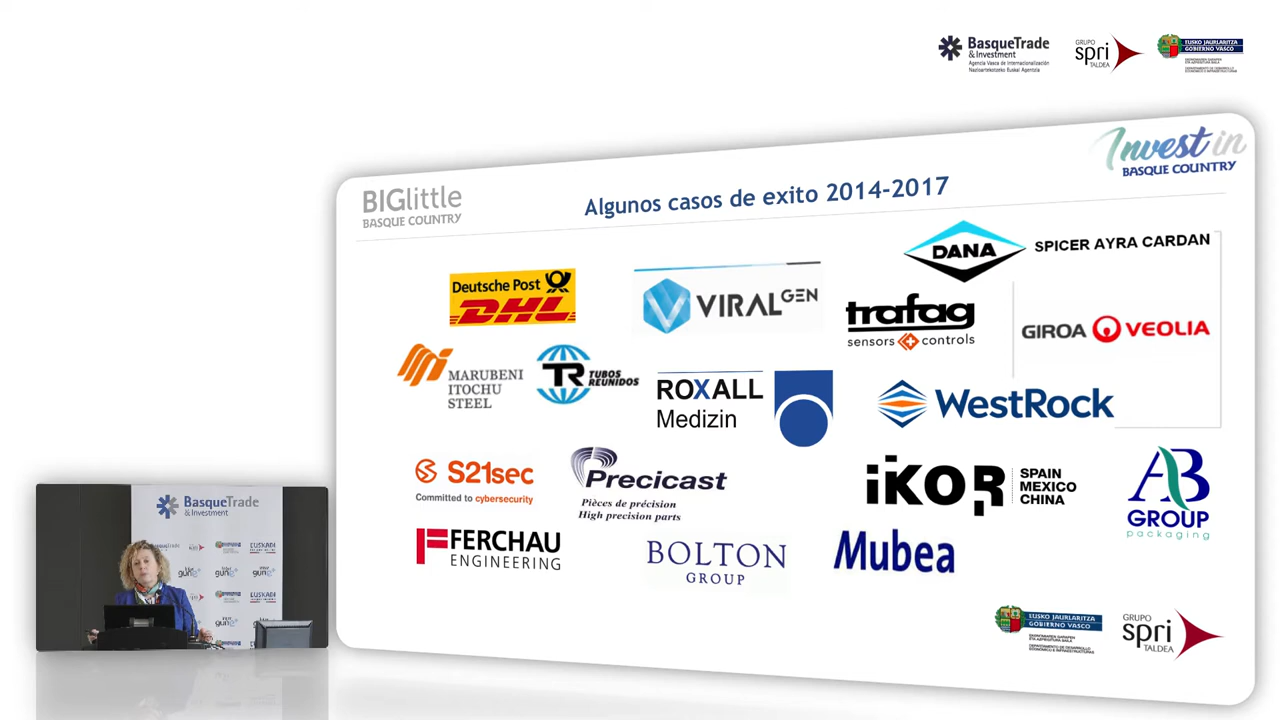 BasqueTrade
& Investment
Agencia Vasca de Internacionalización
Nazioartekotzeko Euskal Agentzia
GRUPO
spri
TALDEA
EUSKO JAURLARITZA
GOBIERNO VASCO
BIGlittle
BASQUE COUNTRY
Algunos casos de exito 2014-2017
Invest in
BASQUE COUNTRY
Deutsche Post
DHL
VIRALGEN
DANA
SPICER AYRA CARDAN
trafag
sensors controls
GIROA VEOLIA
MARUBENI
ITOCHU
STEEL
TR TUBOS
REUNIDOS
ROXALL
Medizin
WestRock
S21sec
Committed to cybersecurity
Precicast
Pièces de précision
High precision parts
iKOR
SPAIN
MEXICO
CHINA
AB
GROUP
packaging
FERCHAU
ENGINEERING
BOLTON
GROUP
Mubea
EUSKO JAURLARITZA
GOBIERNO VASCO
GRUPO
spri
TALDEA
BasqueTrade
& Investment
EUSKADI
EUSKADI